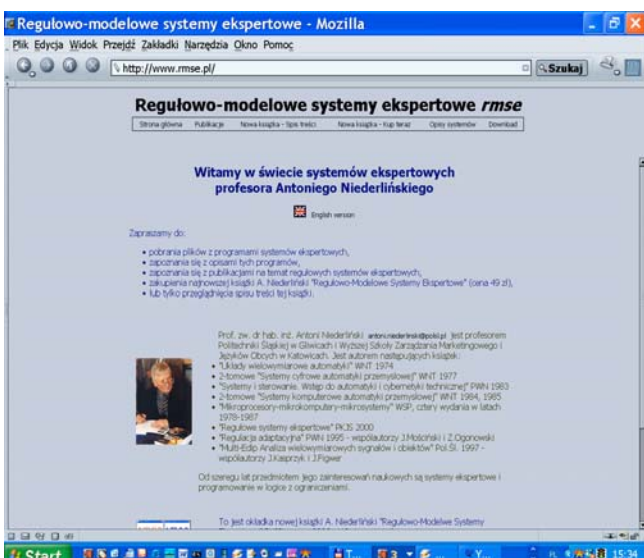 Regułowo-modelowe systemy ekspertowe - Mozilla
Plik Edycja Widok Przejdź Zakładki Narzędzia Okno Pomoc
http://www.rmse.pl/ Szukaj
Regułowo-modelowe systemy ekspertowe rmse
Strona główna Publikacje Nowa książka - Spis treści Nowa książka - Kup teraz Opisy systemów Download
Witamy w świecie systemów ekspertowych
profesora Antoniego Niederlińskiego
English version
Zapraszamy do:
• pobrania plików z programami systemów ekspertowych,
• zapoznania się z opisami tych programów,
• zapoznania się z publikacjami na temat regułowych systemów ekspertowych,
• zakupienia najnowszej książki A. Niederliński "Regułowo-Modelowe Systemy Ekspertowe" (cena 49 zł),
• lub tylko przeglądnięcia spisu treści tej książki.
Prof. zw. dr hab. inż. Antoni Niederliński antoni.niederlinski@polsl.pl jest profesorem
Politechniki Śląskiej w Gliwicach i Wyższej Szkoły Zarządzania Marketingowego i
Języków Obcych w Katowicach. Jest autorem następujących książek:
• "Układy wielowymiarowe automatyki" WNT 1974
• 2-tomowe "Systemy cyfrowe automatyki przemysłowej" WNT 1977
• "Systemy i sterowanie. Wstęp do automatyki i cybernetyki technicznej" PWN 1983
• 2-tomowe "Systemy komputerowe automatyki przemysłowej" WNT 1984, 1985
• "Mikroprocesory-mikrokomputery-mikrosystemy" WSP, cztery wydania w latach
1978-1987
• "Regułowe systemy ekspertowe" PKJS 2000
• "Regulacja adaptacyjna" PWN 1995 - współautorzy J.Mościński i Z.Ogonowski
• "Multi-Edip Analiza wielowymiarowych sygnałów i obiektów" Pol.Śl. 1997 -
współautorzy J.Kasprzyk i J.Figwer
Od szeregu lat przedmiotem jego zainteresowań naukowych są systemy ekspertowe i
programowanie w logice z ograniczeniami.
To jest okładka nowej książki A. Niederliński "Regułowo-Modelwe Systemy
Start PL 15:34